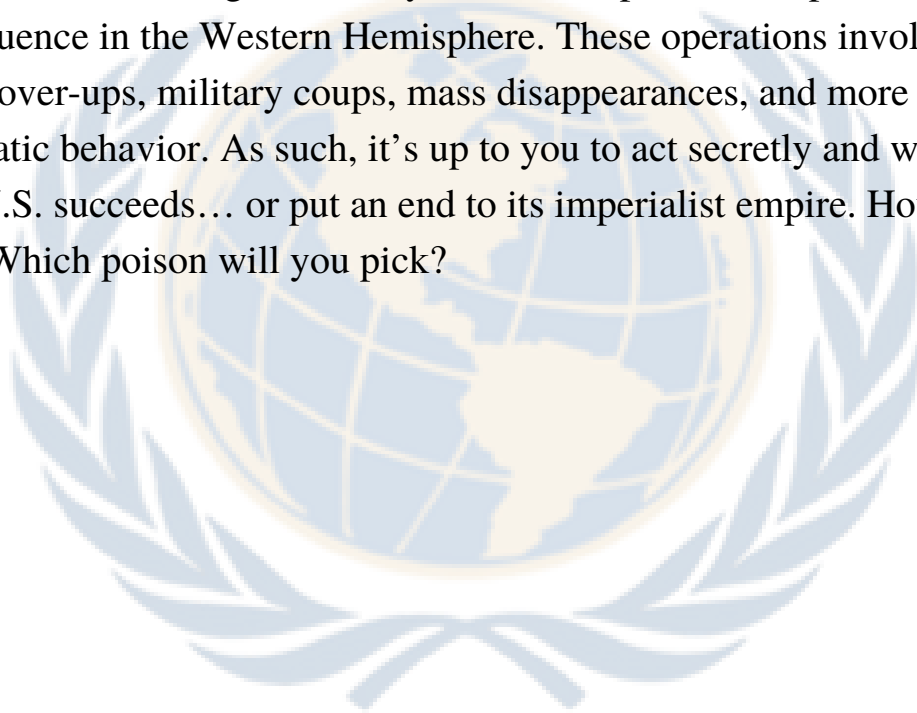 uence in the Western Hemisphere. These operations invol
over-ups, military coups, mass disappearances, and more
atic behavior. As such, it’s up to you to act secretly and w
.S. succeeds… or put an end to its imperialist empire. Ho
Which poison will you pick?